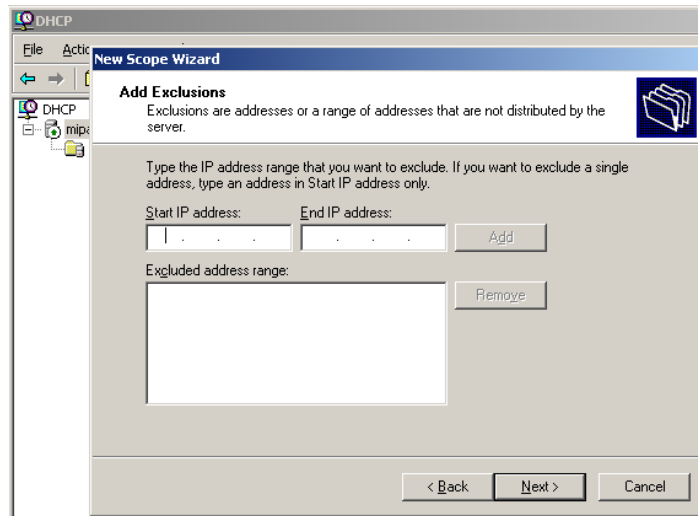 DHCP
File
New Scope Wizard
DHCP
Add Exclusions
Exclusions are addresses or a range of addresses that are not distributed by the
server.
Type the IP address range that you want to exclude. If you want to exclude a single
address, type an address in Start IP address only.
Start IP address: End IP address:
Add
Excluded address range:
Remove
< Back Next > Cancel